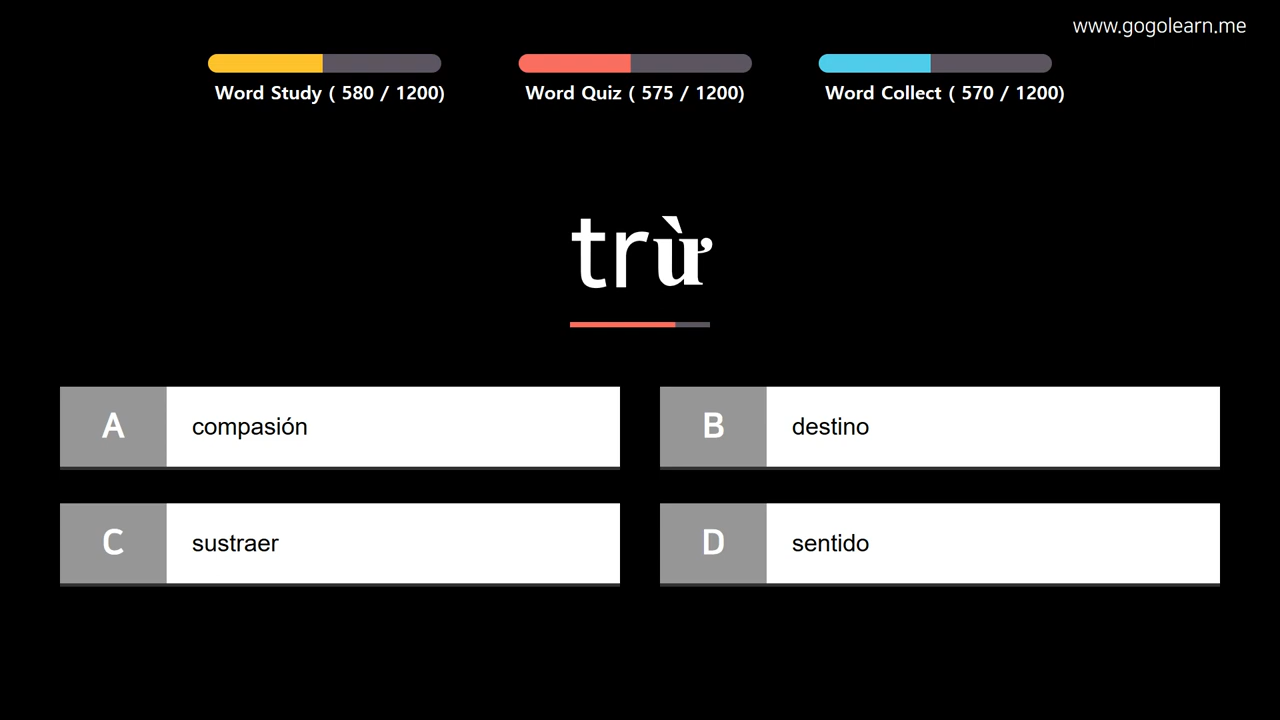 www.gogolearn.me
Word Study ( 580 / 1200)
Word Quiz ( 575 / 1200)
Word Collect ( 570 / 1200)
trừ
A compasión
B destino
C sustraer
D sentido